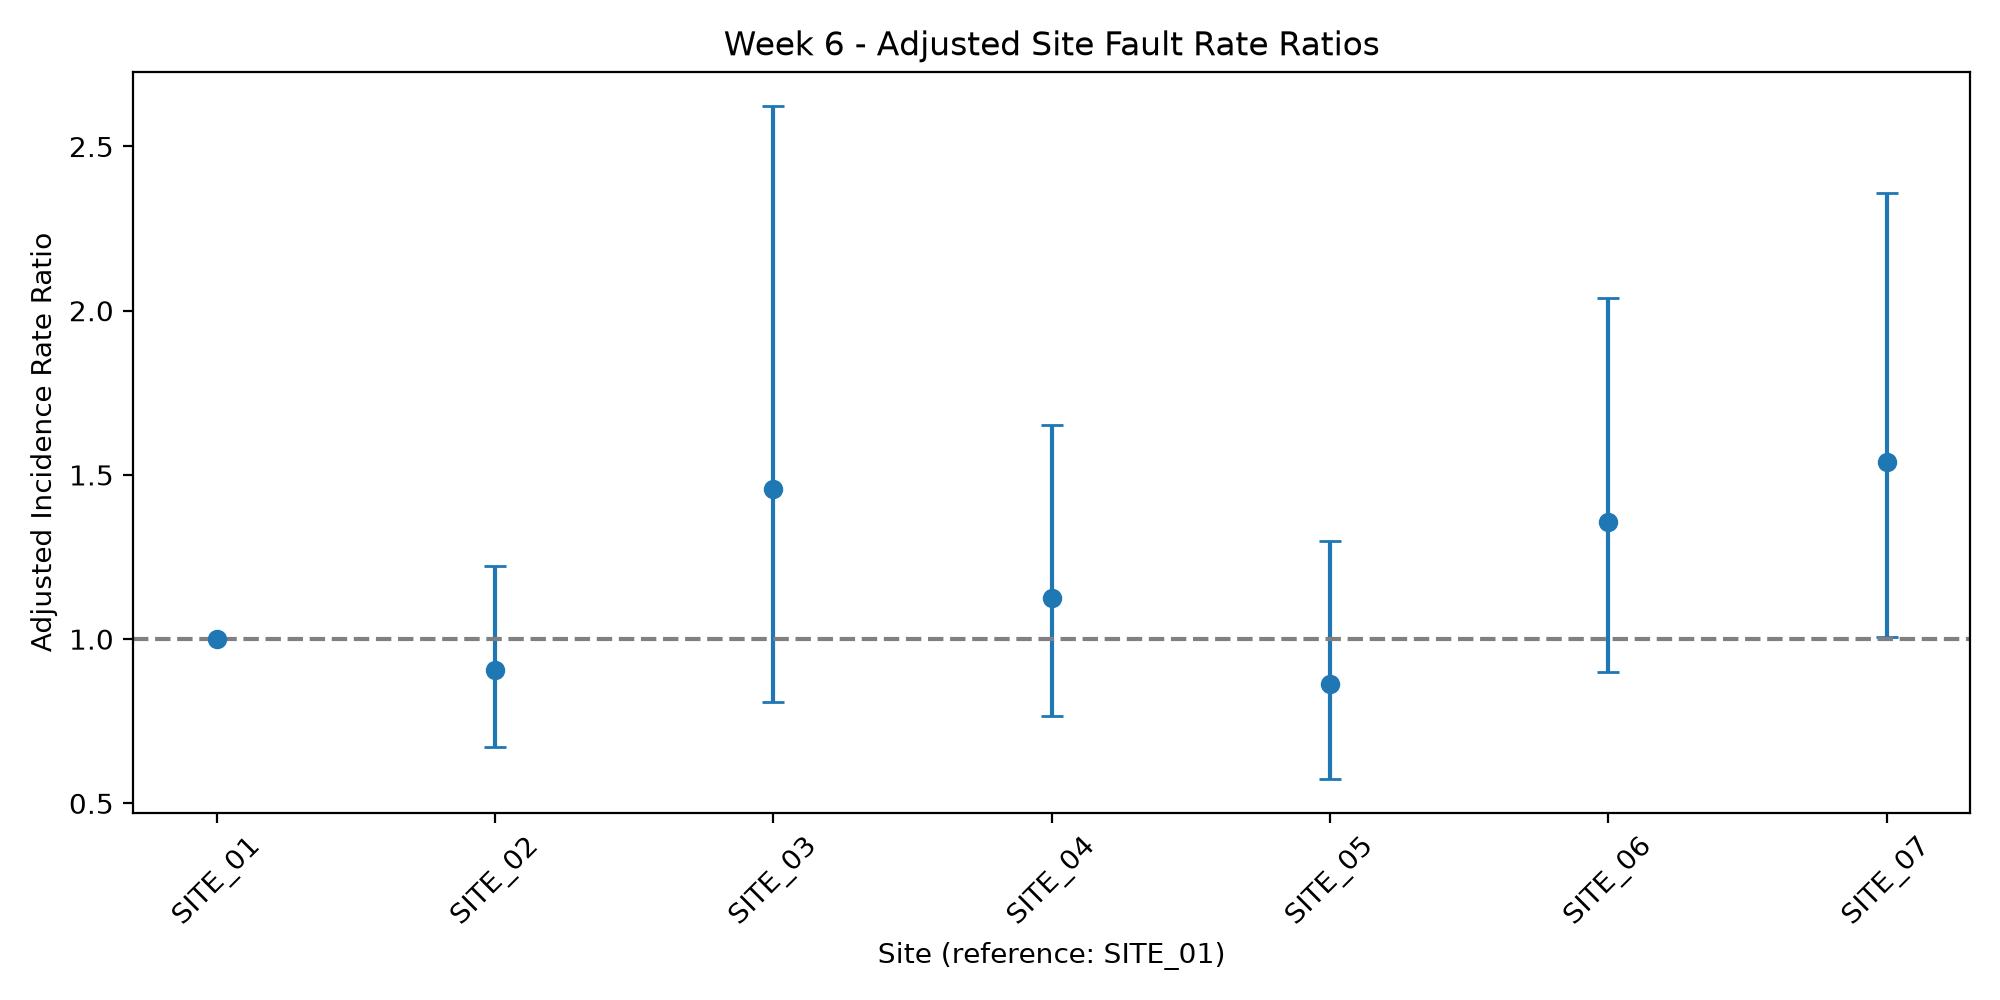 Week 6 - Adjusted Site Fault Rate Ratios
Adjusted Incidence Rate Ratio
2.5
2.0
1.5
1.0
0.5
SITE_01
SITE_02
SITE_03
SITE_04
SITE_05
SITE_06
SITE_07
Site (reference: SITE_01)